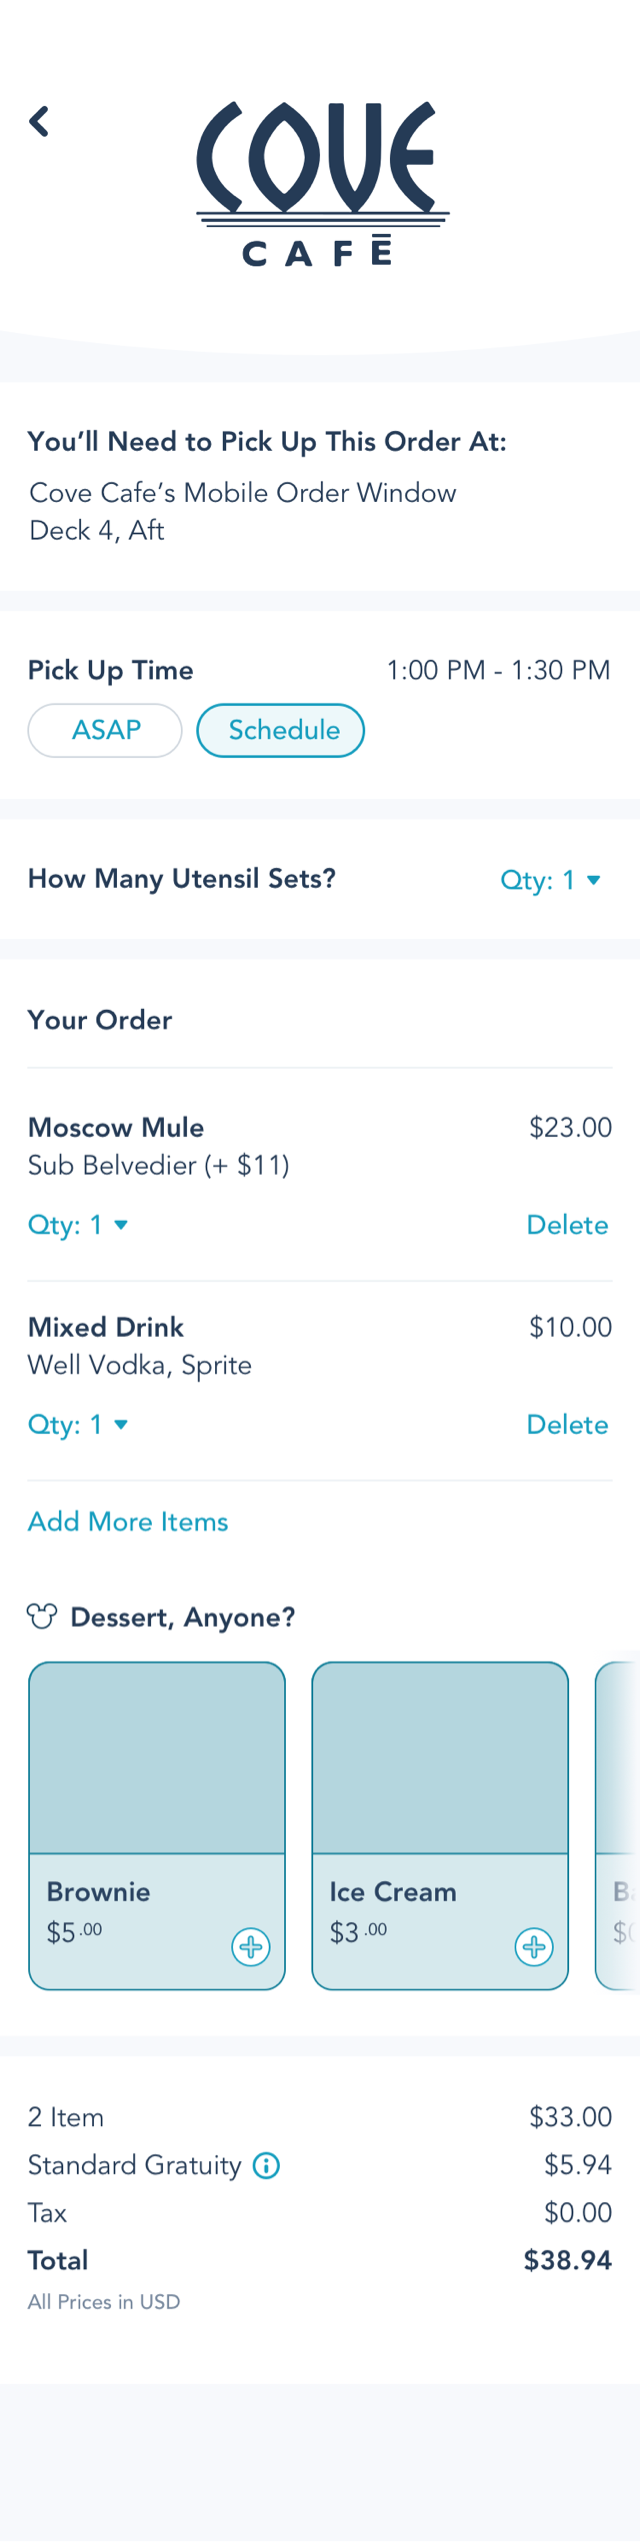 COVE
CAFĒ
You’ll Need to Pick Up This Order At:
Cove Cafe’s Mobile Order Window
Deck 4, Aft
Pick Up Time 1:00 PM - 1:30 PM
ASAP Schedule
How Many Utensil Sets? Qty: 1
Your Order
Moscow Mule $23.00
Sub Belvedier (+ $11)
Qty: 1 Delete
Mixed Drink $10.00
Well Vodka, Sprite
Qty: 1 Delete
Add More Items
Dessert, Anyone?
Brownie Ice Cream
$5.00 $3.00
2 Item $33.00
Standard Gratuity $5.94
Tax $0.00
Total $38.94
All Prices in USD